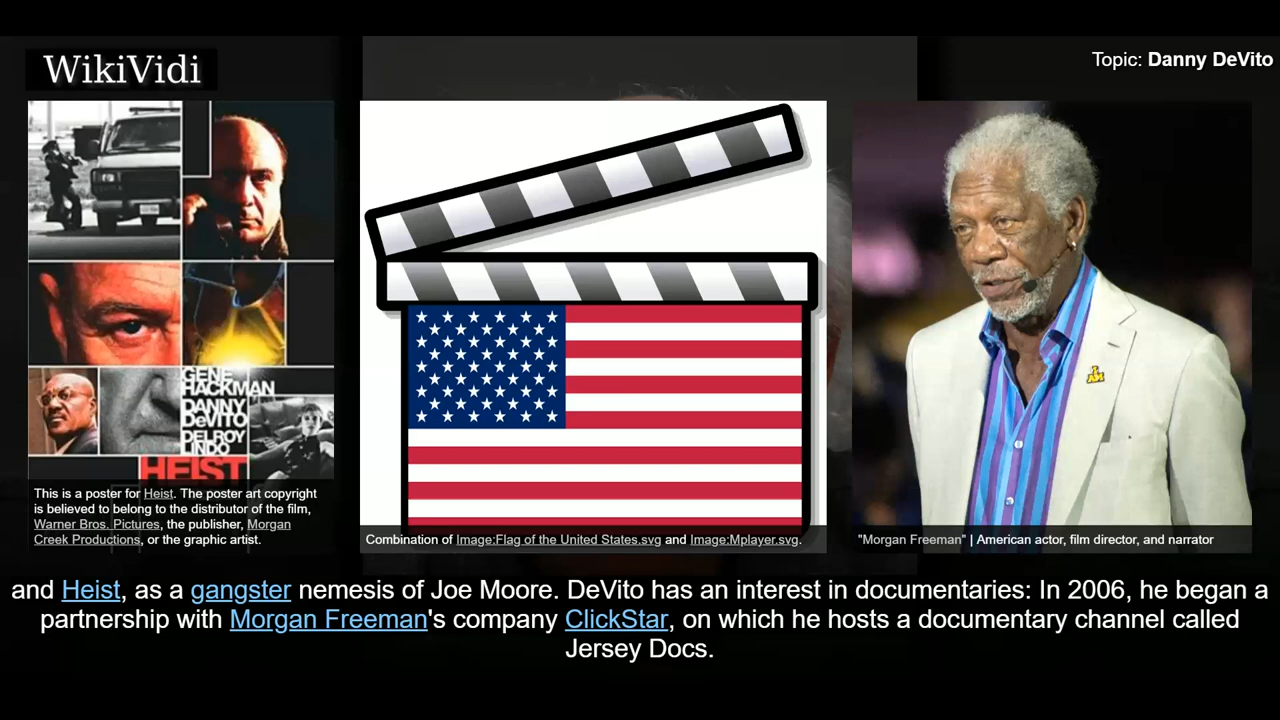 WikiVidi
Topic: Danny DeVito
GENE
HACKMAN
DANNY
DeVITO
DELROY
LINDO
HEIST
This is a poster for Heist. The poster art copyright
is believed to belong to the distributor of the film,
Warner Bros. Pictures, the publisher, Morgan
Creek Productions, or the graphic artist.
Combination of Image:Flag of the United States.svg and Image:Mplayer.svg.
"Morgan Freeman" | American actor, film director, and narrator
and Heist, as a gangster nemesis of Joe Moore. DeVito has an interest in documentaries: In 2006, he began a
partnership with Morgan Freeman's company ClickStar, on which he hosts a documentary channel called
Jersey Docs.